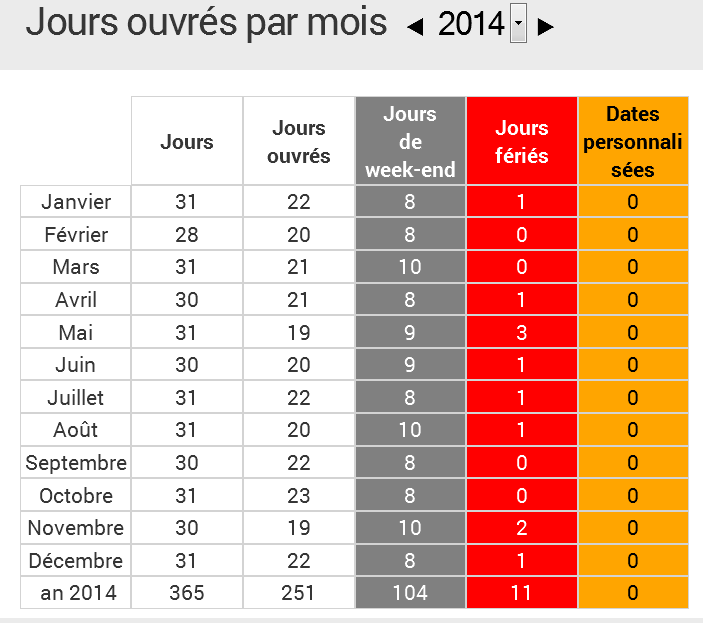 Jours ouvrés par mois ◄ 2014 ►
Jours Jours ouvrés Jours de week-end Jours fériés Dates personnalisées
Janvier 31 22 8 1 0
Février 28 20 8 0 0
Mars 31 21 10 0 0
Avril 30 21 8 1 0
Mai 31 19 9 3 0
Juin 30 20 9 1 0
Juillet 31 22 8 1 0
Août 31 20 10 1 0
Septembre 30 22 8 0 0
Octobre 31 23 8 0 0
Novembre 30 19 10 2 0
Décembre 31 22 8 1 0
an 2014 365 251 104 11 0